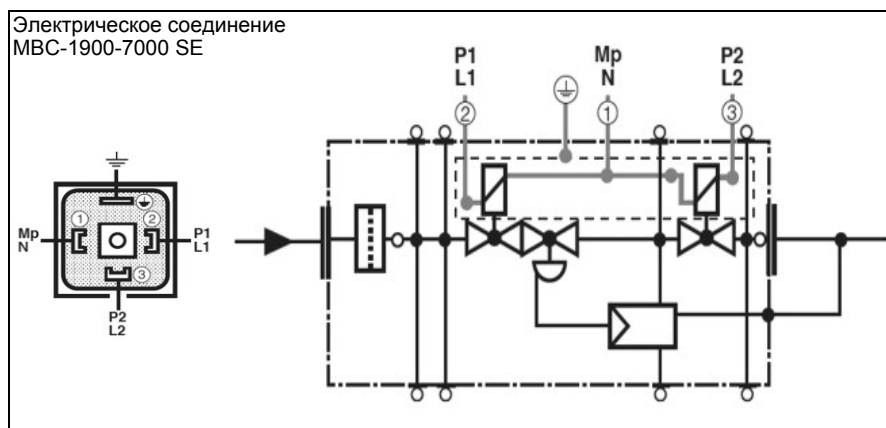 Электрическое соединение
MBC-1900-7000 SE
P1
L1
Mp
N
P2
L2
2
1
3
1
2
Mp
N
P1
L1
3
P2
L2